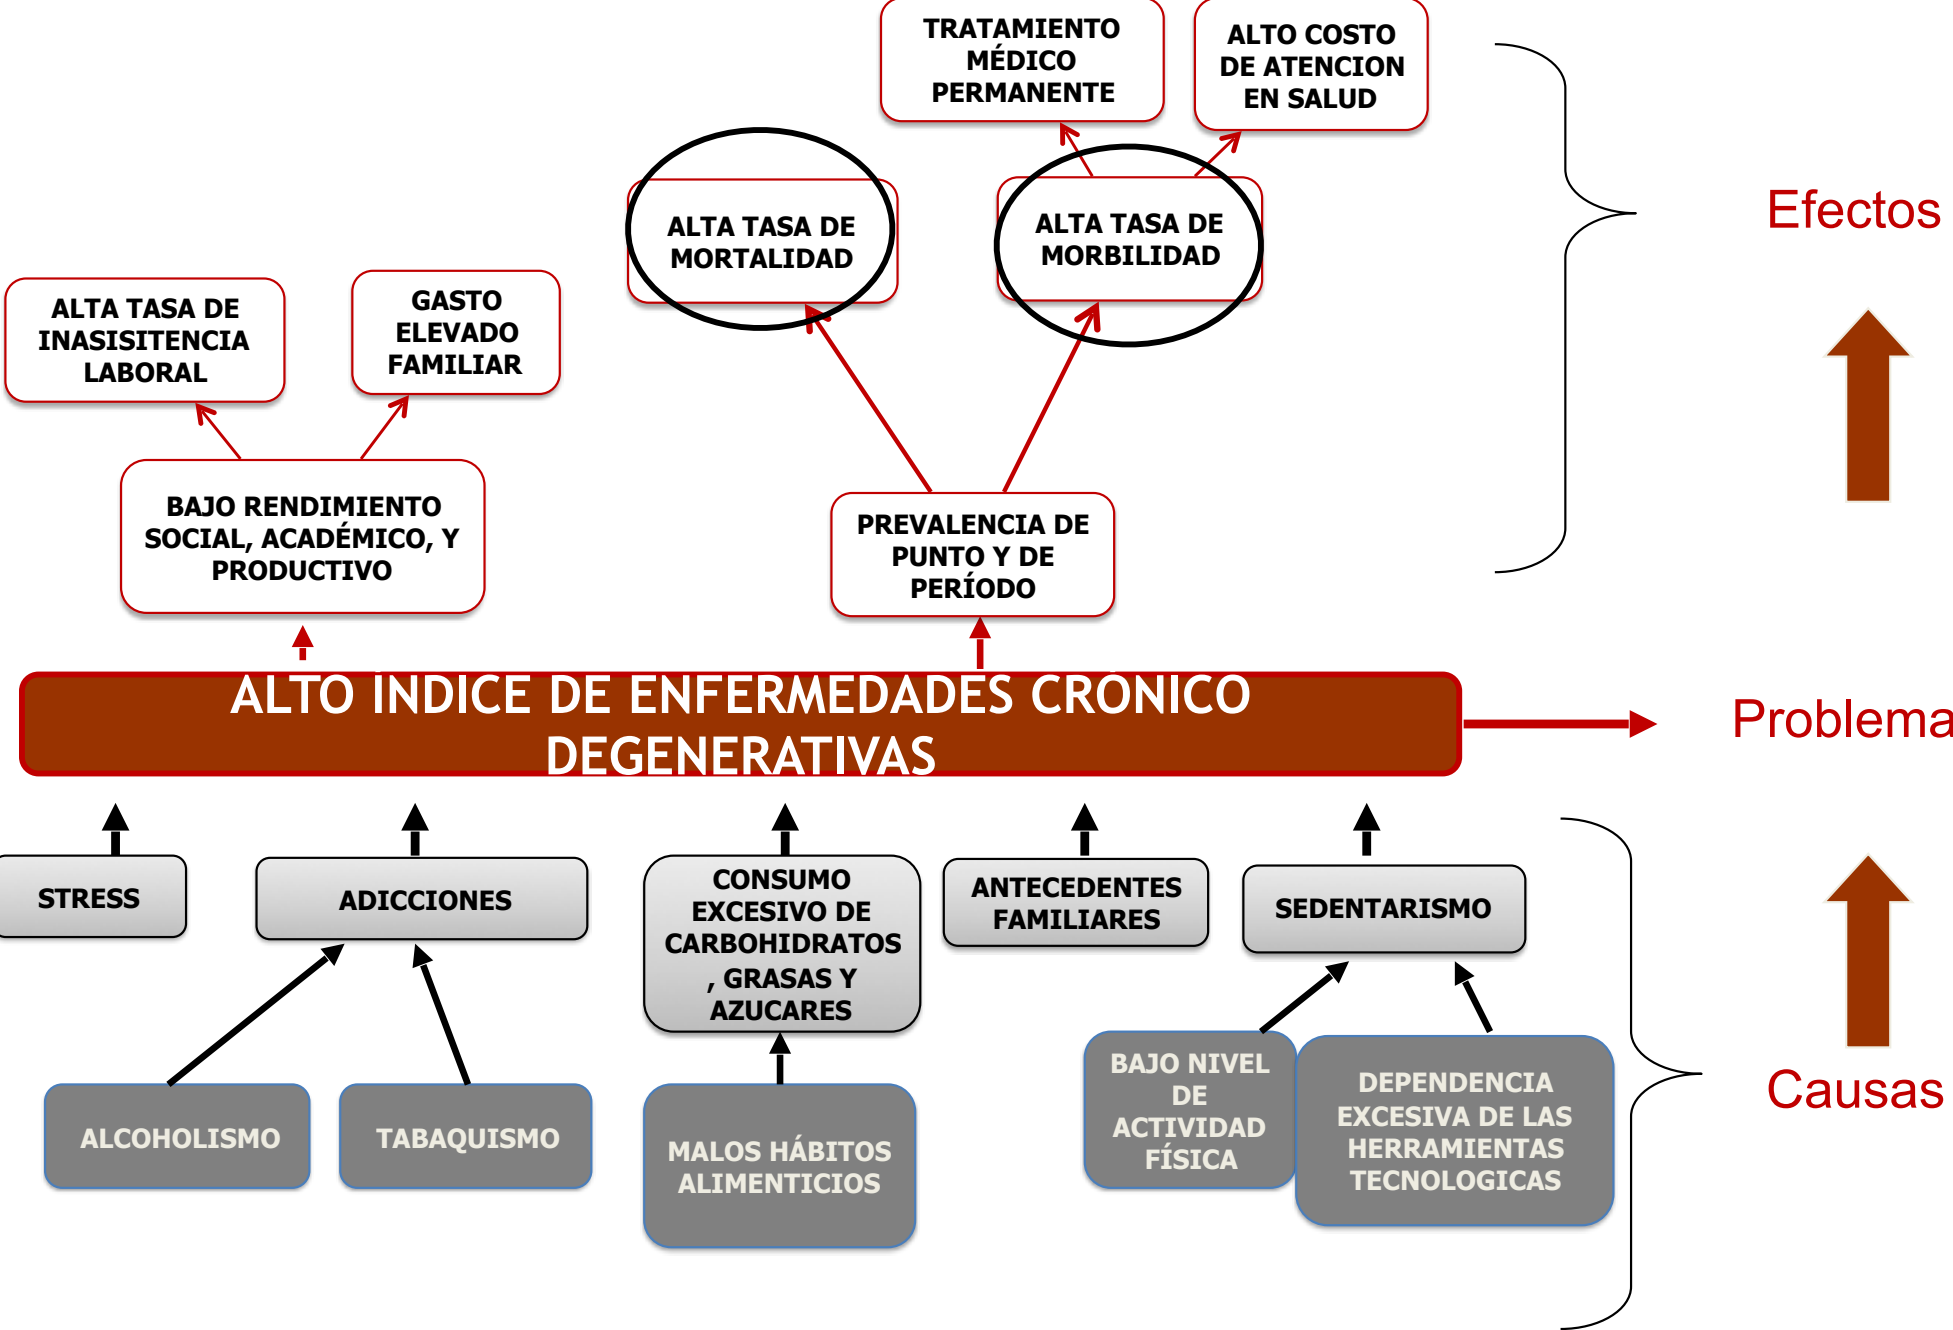 TRATAMIENTO
MÉDICO
PERMANENTE
ALTO COSTO
DE ATENCION
EN SALUD
ALTA TASA DE
MORTALIDAD
ALTA TASA DE
MORBILIDAD
Efectos
ALTA TASA DE
INASISITENCIA
LABORAL
GASTO
ELEVADO
FAMILIAR
BAJO RENDIMIENTO
SOCIAL, ACADÉMICO, Y
PRODUCTIVO
PREVALENCIA DE
PUNTO Y DE
PERÍODO
ALTO ÍNDICE DE ENFERMEDADES CRÓNICO
DEGENERATIVAS
Problema
STRESS
ADICCIONES
CONSUMO
EXCESIVO DE
CARBOHIDRATOS
, GRASAS Y
AZUCARES
ANTECEDENTES
FAMILIARES
SEDENTARISMO
ALCOHOLISMO
TABAQUISMO
MALOS HÁBITOS
ALIMENTICIOS
BAJO NIVEL
DE
ACTIVIDAD
FÍSICA
DEPENDENCIA
EXCESIVA DE LAS
HERRAMIENTAS
TECNOLOGICAS
Causas